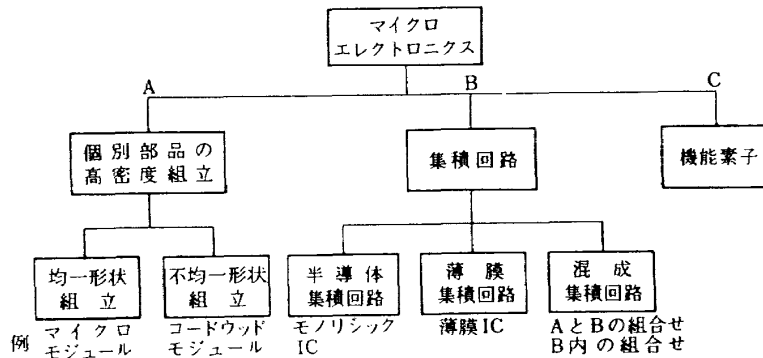 マイクロ
エレクトロニクス
A
B
C
個別部品の
高密度組立
集積回路
機能素子
均一形状
組立
不均一形状
組立
半導体
集積回路
薄膜
集積回路
混成
集積回路
例
マイクロ
モジュール
コードウッド
モジュール
モノリシック
IC
薄膜IC
AとBの組合せ
B内の組合せ